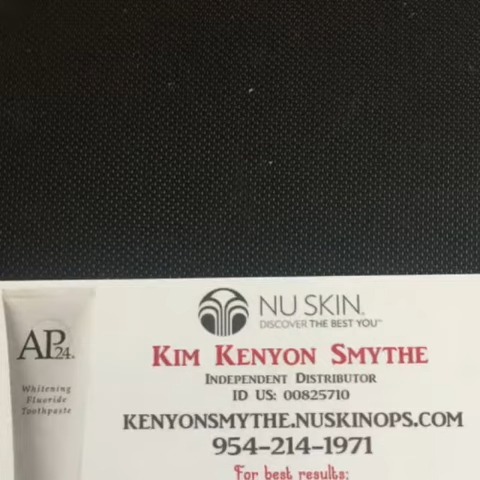 NU SKIN®
DISCOVER THE BEST YOU™
AP24®
Whitening
Fluoride
Toothpaste
KIM KENYON SMYTHE
INDEPENDENT DISTRIBUTOR
ID US: 00825710
KENYONSMYTHE.NUSKINOPS.COM
954-214-1971
For best results: